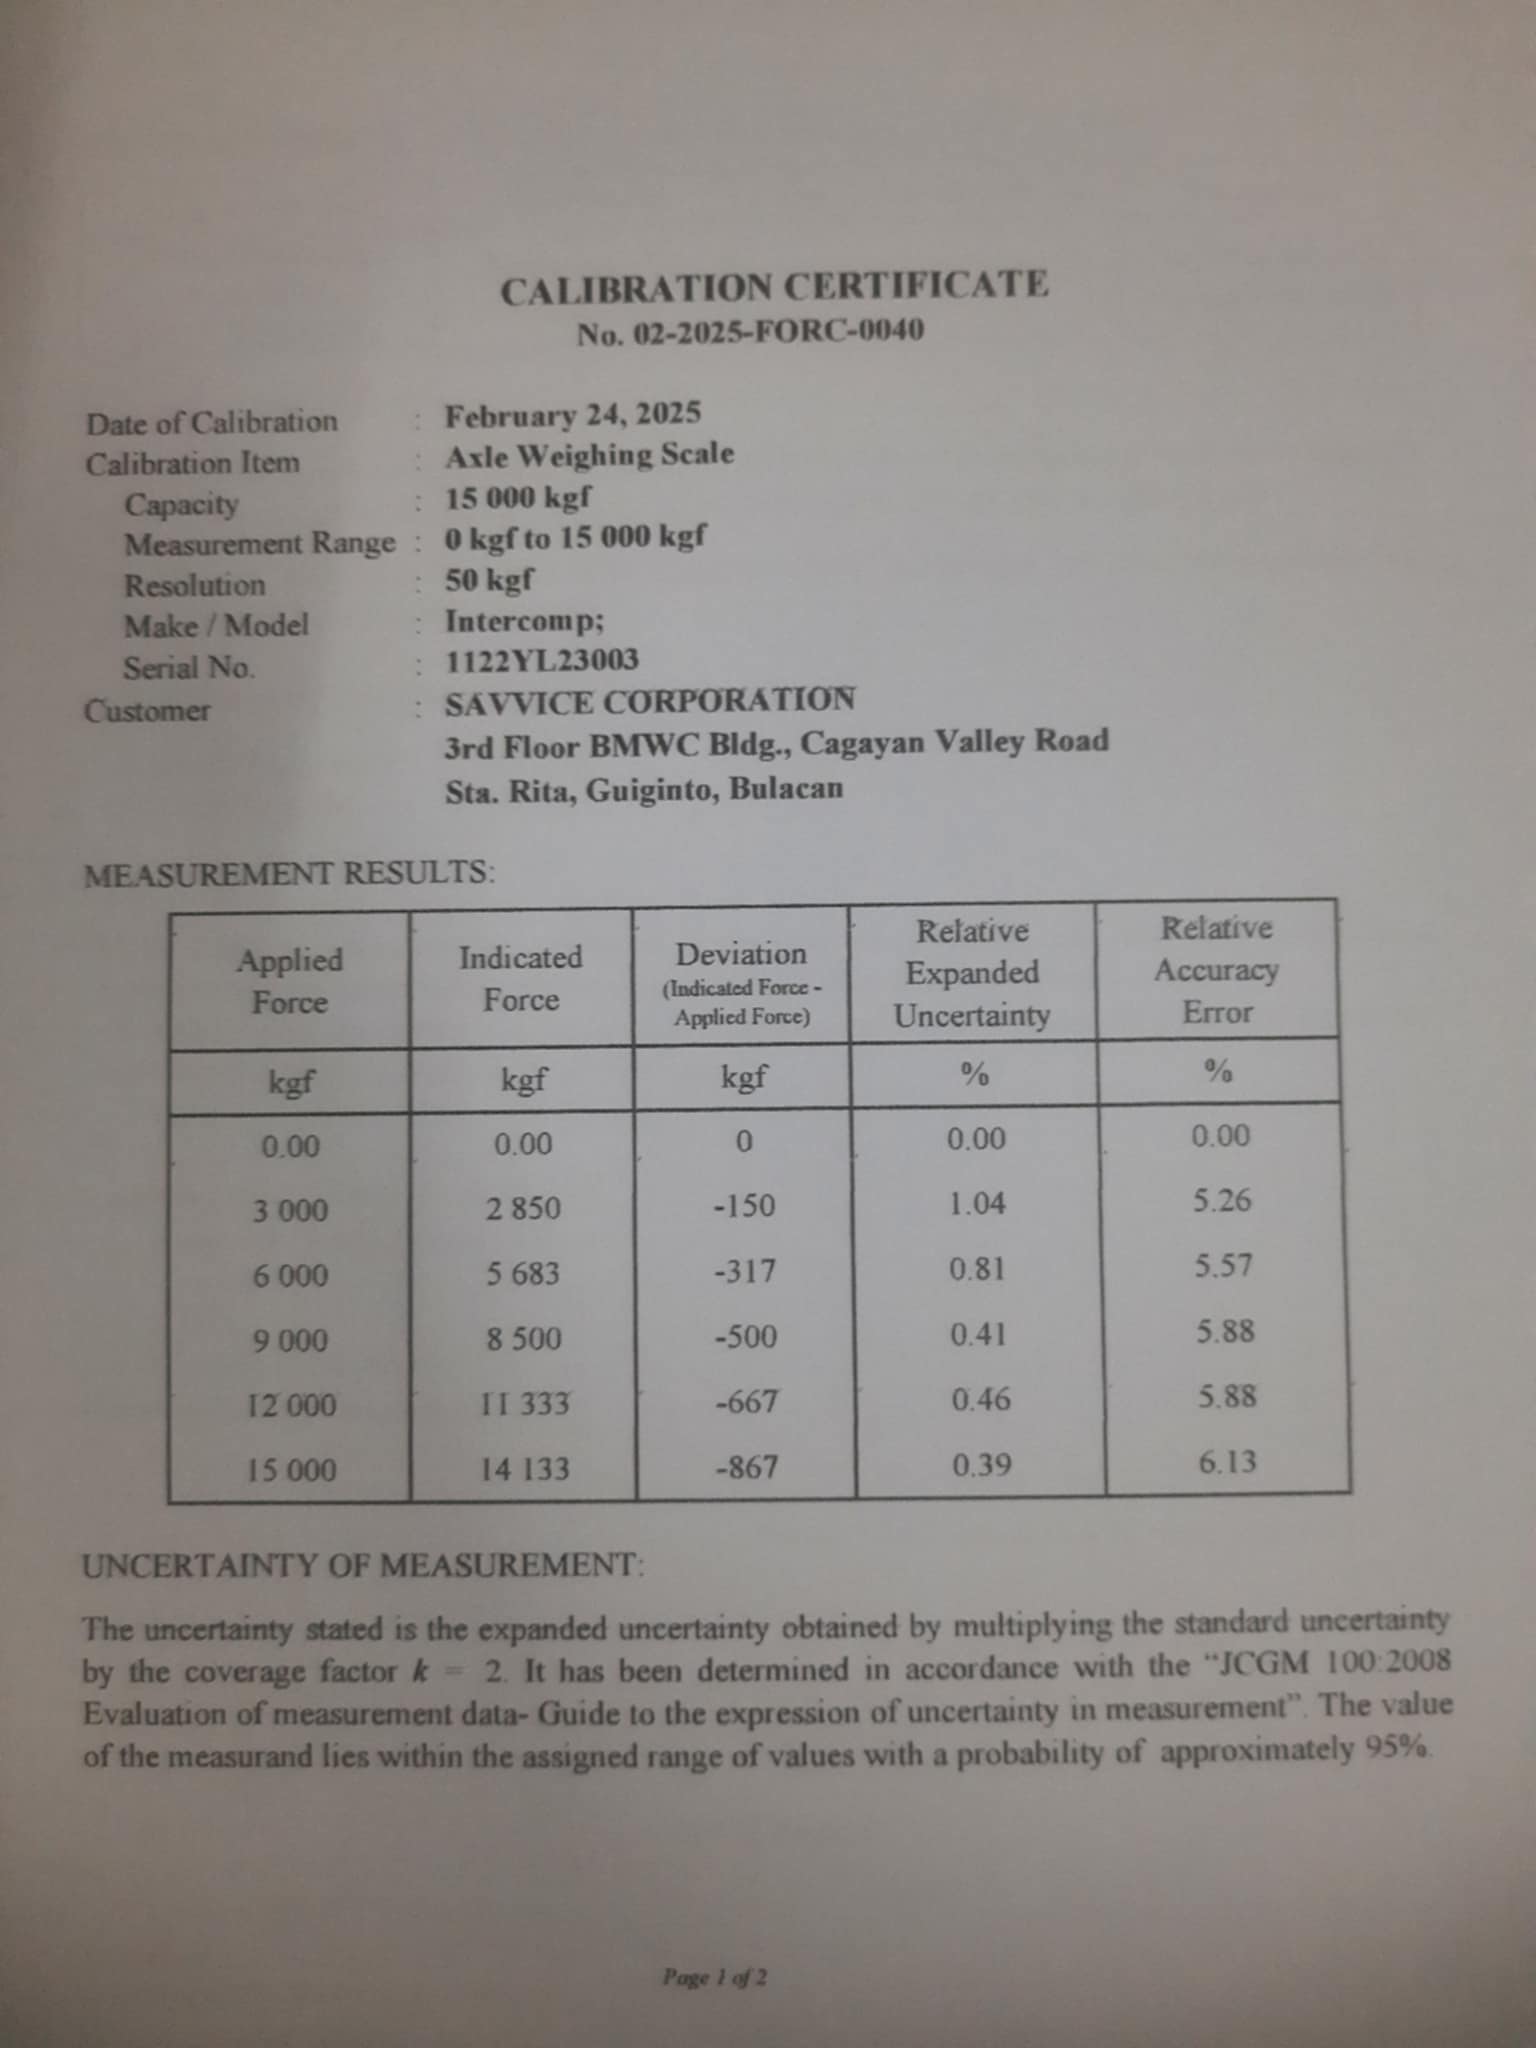 CALIBRATION CERTIFICATE
No. 02-2025-FORC-0040
Date of Calibration : February 24, 2025
Calibration Item : Axle Weighing Scale
Capacity : 15 000 kgf
Measurement Range : 0 kgf to 15 000 kgf
Resolution : 50 kgf
Make / Model : Intercomp;
Serial No. : 1122YL23003
Customer : SAVVICE CORPORATION
3rd Floor BMWC Bldg., Cagayan Valley Road
Sta. Rita, Guiginto, Bulacan
MEASUREMENT RESULTS:
Applied Force Indicated Force Deviation (Indicated Force - Applied Force) Relative Expanded Uncertainty Relative Accuracy Error
kgf kgf kgf % %
0.00 0.00 0 0.00 0.00
3 000 2 850 -150 1.04 5.26
6 000 5 683 -317 0.81 5.57
9 000 8 500 -500 0.41 5.88
12 000 11 333 -667 0.46 5.88
15 000 14 133 -867 0.39 6.13
UNCERTAINTY OF MEASUREMENT:
The uncertainty stated is the expanded uncertainty obtained by multiplying the standard uncertainty
by the coverage factor k = 2. It has been determined in accordance with the “JCGM 100:2008
Evaluation of measurement data- Guide to the expression of uncertainty in measurement”. The value
of the measurand lies within the assigned range of values with a probability of approximately 95%.
Page 1 of 2